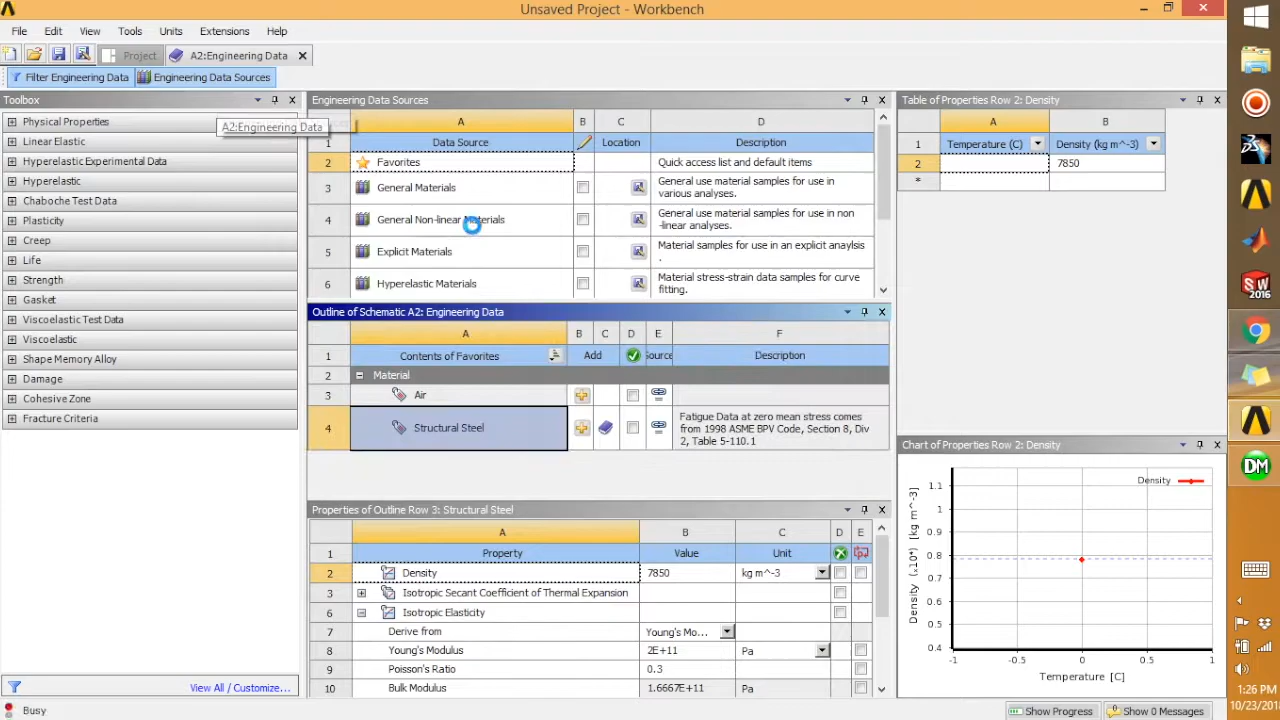 Unsaved Project - Workbench
File Edit View Tools Units Extensions Help
Project A2:Engineering Data
Filter Engineering Data Engineering Data Sources
Toolbox
A2:Engineering Data
Physical Properties
Linear Elastic
Hyperelastic Experimental Data
Hyperelastic
Chaboche Test Data
Plasticity
Creep
Life
Strength
Gasket
Viscoelastic Test Data
Viscoelastic
Shape Memory Alloy
Damage
Cohesive Zone
Fracture Criteria
View All / Customize...
Engineering Data Sources
A B C D
1 Data Source Location Description
2 Favorites Quick access list and default items
3 General Materials General use material samples for use in various analyses.
4 General Non-linear Materials General use material samples for use in non -linear analyses.
5 Explicit Materials Material samples for use in an explicit anaylsis .
6 Hyperelastic Materials Material stress-strain data samples for curve fitting.
Outline of Schematic A2: Engineering Data
A B C D E F
1 Contents of Favorites Add Source Description
2 Material
3 Air
4 Structural Steel Fatigue Data at zero mean stress comes from 1998 ASME BPV Code, Section 8, Div 2, Table 5-110.1
Properties of Outline Row 3: Structural Steel
A B C D E
1 Property Value Unit
2 Density 7850 kg m^-3
3 Isotropic Secant Coefficient of Thermal Expansion
6 Isotropic Elasticity
7 Derive from Young's Mo...
8 Young's Modulus 2E+11 Pa
9 Poisson's Ratio 0.3
10 Bulk Modulus 1.6667E+11 Pa
Table of Properties Row 2: Density
A B
1 Temperature (C) Density (kg m^-3)
2 7850
*
Chart of Properties Row 2: Density
Density
Density (x10⁴) [kg m^-3]
1.1
1
0.9
0.8
0.7
0.6
0.5
0.4
-1 -0.5 0 0.5 1
Temperature [C]
SW
2016
DM
1:26 PM
Busy Show Progress Show 0 Messages